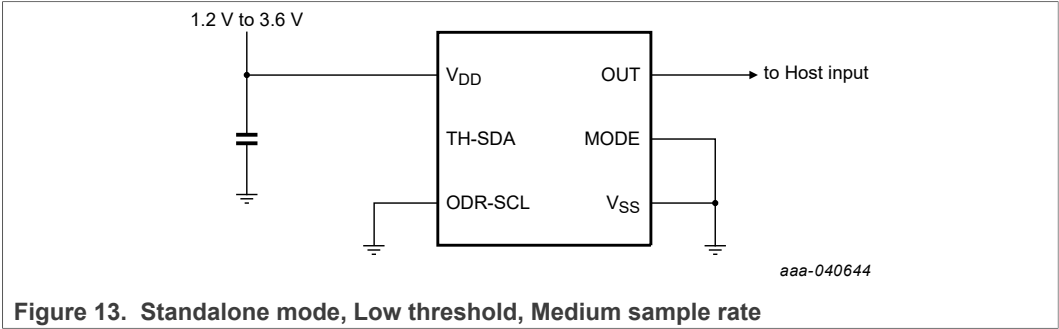 1.2 V to 3.6 V
VDD
OUT
to Host input
TH-SDA
MODE
ODR-SCL
VSS
aaa-040644
Figure 13. Standalone mode, Low threshold, Medium sample rate